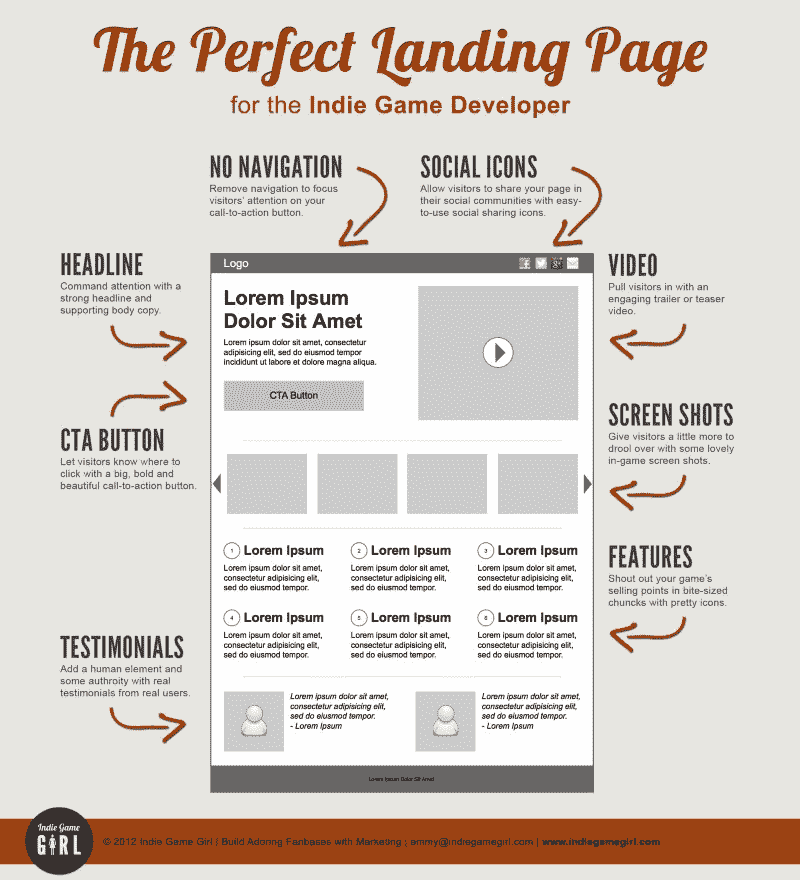 The Perfect Landing Page
for the Indie Game Developer
NO NAVIGATION
Remove navigation to focus
visitors' attention on your
call-to-action button.
SOCIAL ICONS
Allow visitors to share your page in
their social communities with easy-
to-use social sharing icons.
HEADLINE
Command attention with a
strong headline and
supporting body copy.
CTA BUTTON
Let visitors know where to
click with a big, bold and
beautiful call-to-action button.
TESTIMONIALS
Add a human element and
some authroity with real
testimonials from real users.
Logo
Lorem Ipsum
Dolor Sit Amet
Lorem ipsum dolor sit amet, consectetur
adipisicing elit, sed do eiusmod tempor
incididunt ut labore et dolore magna aliqua.
CTA Button
1 Lorem Ipsum
Lorem ipsum dolor sit amet,
consectetur adipisicing elit,
sed do eiusmod tempor.
2 Lorem Ipsum
Lorem ipsum dolor sit amet,
consectetur adipisicing elit,
sed do eiusmod tempor.
3 Lorem Ipsum
Lorem ipsum dolor sit amet,
consectetur adipisicing elit,
sed do eiusmod tempor.
4 Lorem Ipsum
Lorem ipsum dolor sit amet,
consectetur adipisicing elit,
sed do eiusmod tempor.
5 Lorem Ipsum
Lorem ipsum dolor sit amet,
consectetur adipisicing elit,
sed do eiusmod tempor.
6 Lorem Ipsum
Lorem ipsum dolor sit amet,
consectetur adipisicing elit,
sed do eiusmod tempor.
Lorem ipsum dolor sit amet,
consectetur adipisicing elit,
sed do eiusmod tempor.
- Lorem Ipsum
Lorem ipsum dolor sit amet,
consectetur adipisicing elit,
sed do eiusmod tempor.
- Lorem Ipsum
Lorem Ipsum Dolor Sit Amet
VIDEO
Pull visitors in with an
engaging trailer or teaser
video.
SCREEN SHOTS
Give visitors a little more to
drool over with some lovely
in-game screen shots.
FEATURES
Shout out your game's
selling points in bite-sized
chuncks with pretty icons.
Indie Game
GIRL
© 2012 Indie Game Girl | Build Adoring Fanbases with Marketing | emmy@indiegamegirl.com | www.indiegamegirl.com